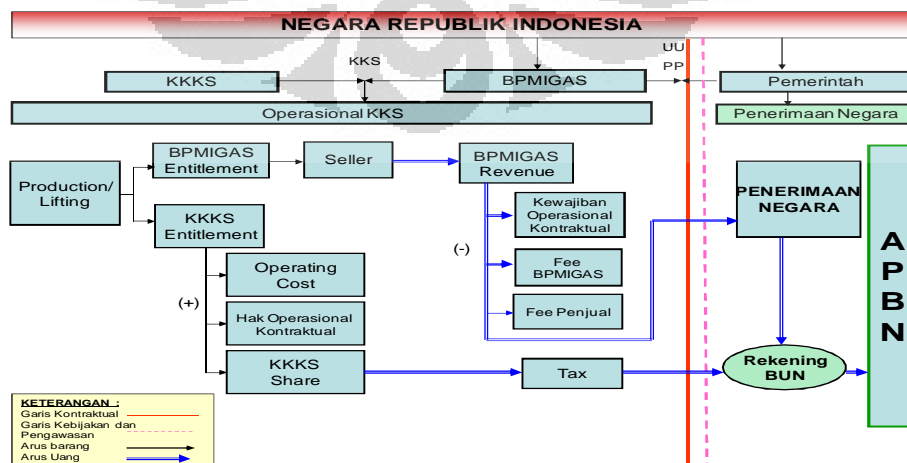 NEGARA REPUBLIK INDONESIA
UU
PP
KKS
KKKS
BPMIGAS
Pemerintah
Operasional KKS
Penerimaan Negara
Production/
Lifting
BPMIGAS
Entitlement
Seller
BPMIGAS
Revenue
KKKS
Entitlement
Kewajiban
Operasional
Kontraktual
PENERIMAAN
NEGARA
(-)
Fee
BPMIGAS
Operating
Cost
(+)
Hak Operasional
Kontraktual
Fee Penjual
KKKS
Share
Tax
Rekening
BUN
A
P
B
N
KETERANGAN :
Garis Kontraktual
Garis Kebijakan dan
Pengawasan
Arus barang
Arus Uang